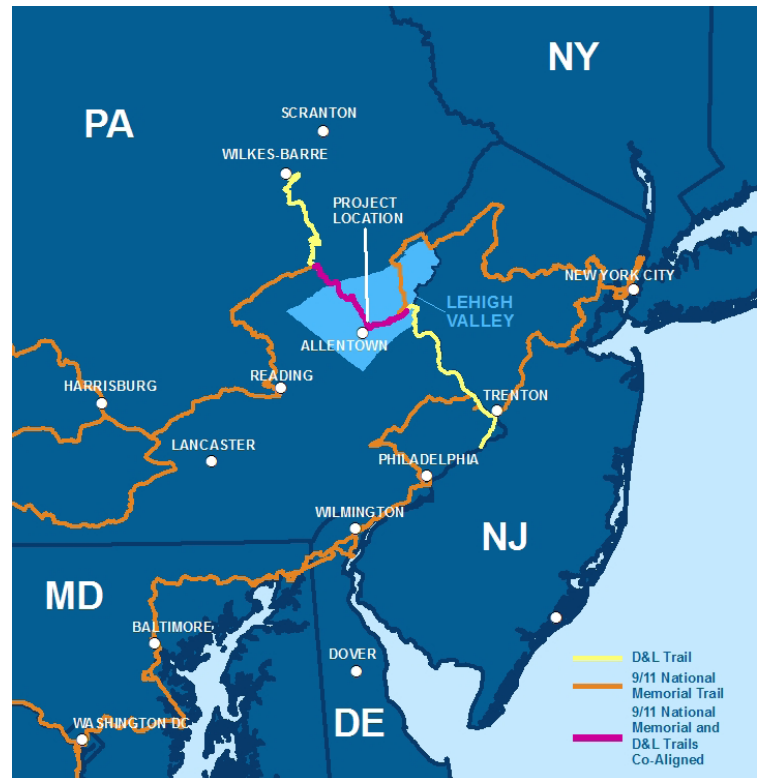 NY
PA
SCRANTON
WILKES-BARRE
PROJECT
LOCATION
NEW YORK CITY
LEHIGH
VALLEY
ALLENTOWN
READING
HARRISBURG
TRENTON
LANCASTER
PHILADELPHIA
WILMINGTON
NJ
MD
BALTIMORE
DOVER
DE
WASHINGTON DC
D&L Trail
9/11 National
Memorial Trail
9/11 National
Memorial and
D&L Trails
Co-Aligned